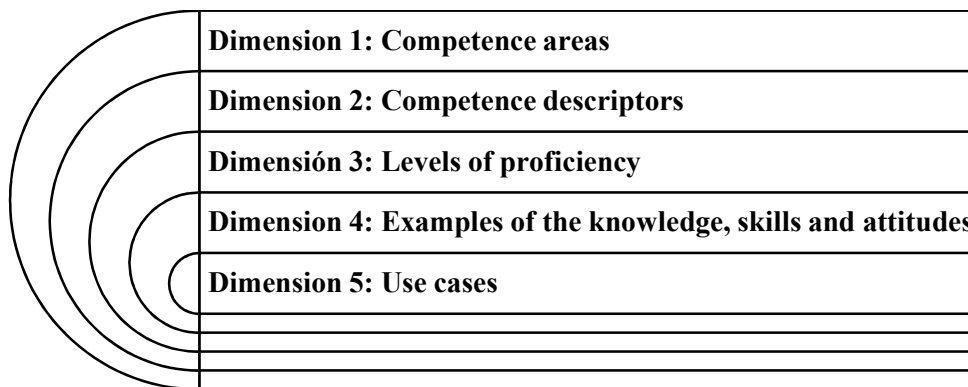 Dimension 1: Competence areas
Dimension 2: Competence descriptors
Dimensión 3: Levels of proficiency
Dimension 4: Examples of the knowledge, skills and attitudes
Dimension 5: Use cases